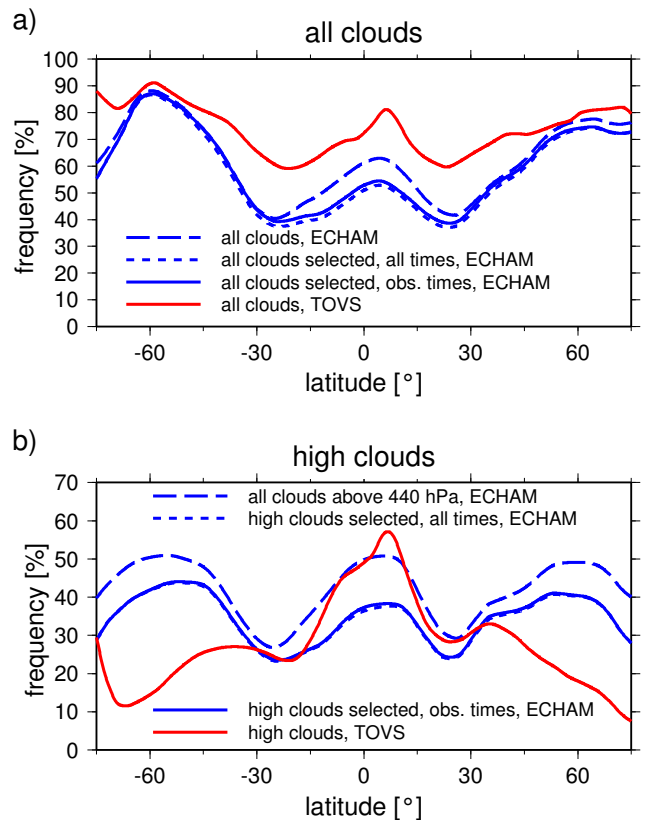 a)
all clouds
100
90
80
70
60
50
40
30
20
10
0
frequency [%]
all clouds, ECHAM
all clouds selected, all times, ECHAM
all clouds selected, obs. times, ECHAM
all clouds, TOVS
-60 -30 0 30 60
latitude [°]
b)
high clouds
70
60
50
40
30
20
10
0
frequency [%]
all clouds above 440 hPa, ECHAM
high clouds selected, all times, ECHAM
high clouds selected, obs. times, ECHAM
high clouds, TOVS
-60 -30 0 30 60
latitude [°]